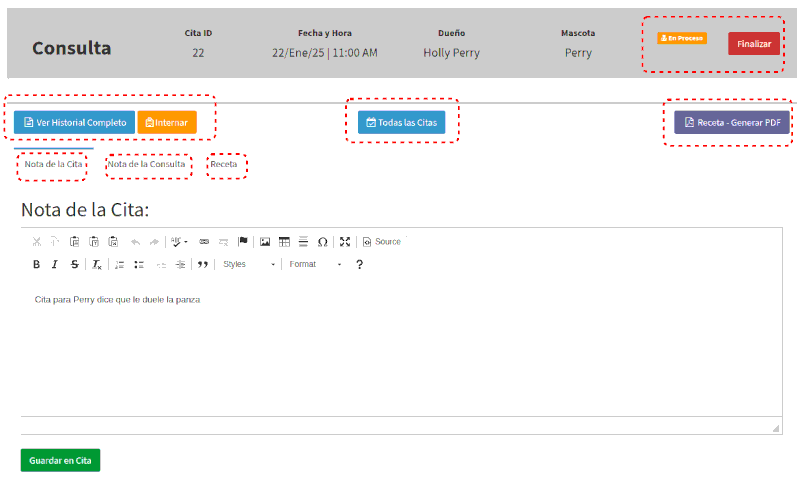 Consulta
Cita ID
22
Fecha y Hora
22/Ene/25 | 11:00 AM
Dueño
Holly Perry
Mascota
Perry
En Proceso
Finalizar
Ver Historial Completo
Internar
Todas las Citas
Receta - Generar PDF
Nota de la Cita
Nota de la Consulta
Receta
Nota de la Cita:
Source
Styles
Format
?
Cita para Perry dice que le duele la panza
Guardar en Cita